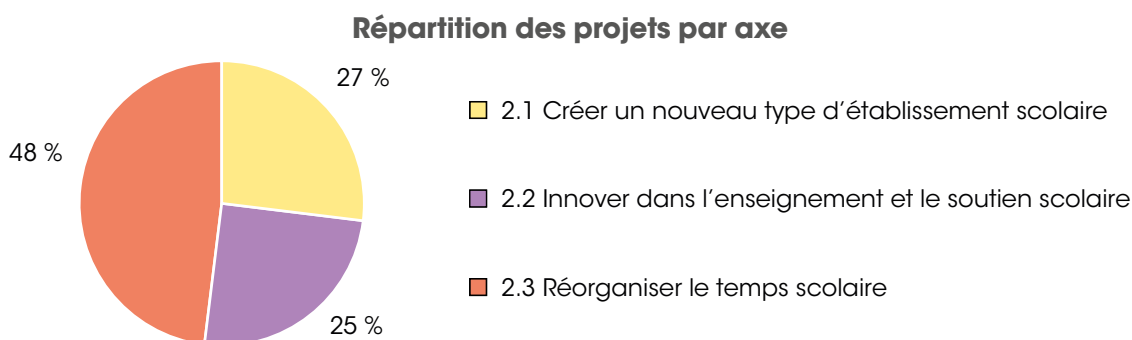 Répartition des projets par axe
27 %
48 %
25 %
2.1 Créer un nouveau type d’établissement scolaire
2.2 Innover dans l’enseignement et le soutien scolaire
2.3 Réorganiser le temps scolaire